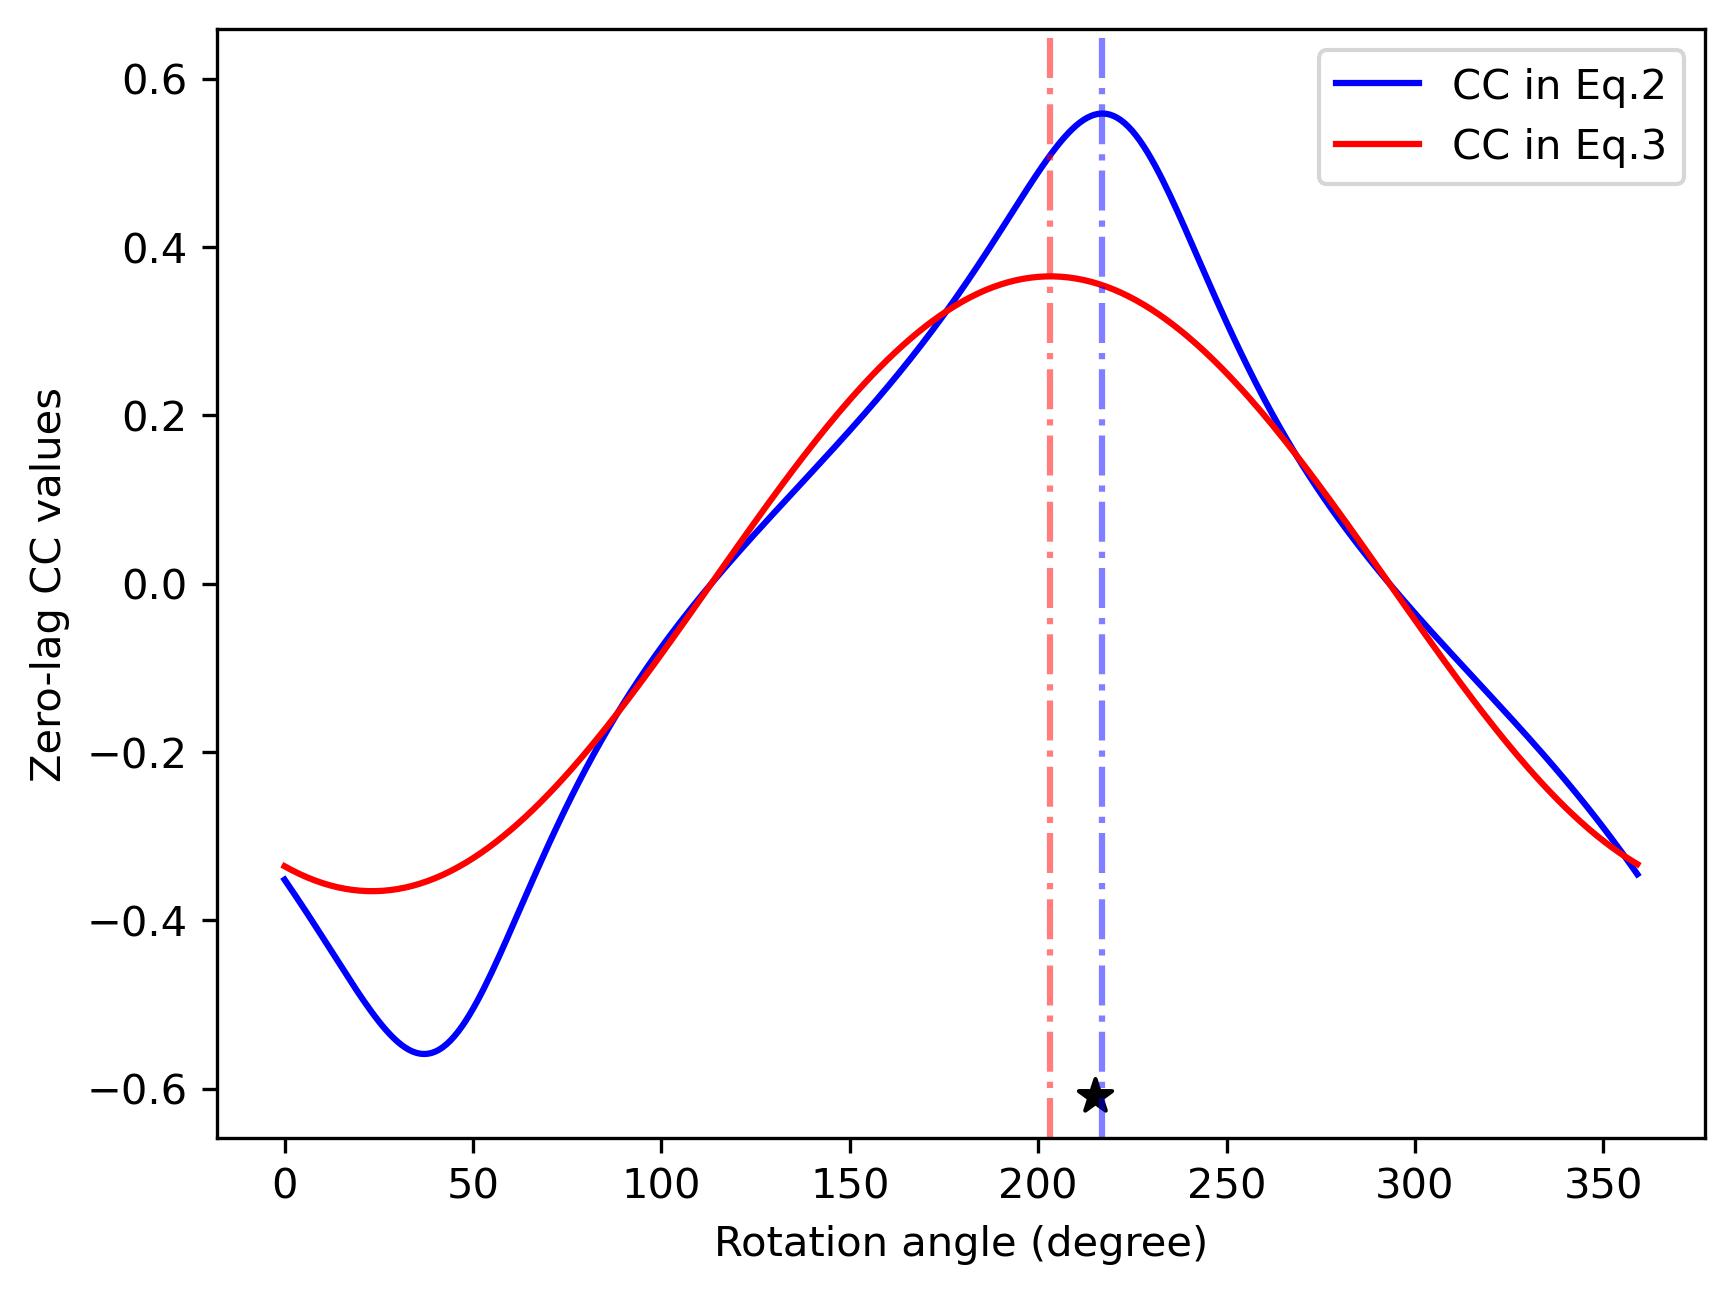 CC in Eq.2
CC in Eq.3
Zero-lag CC values
0.6
0.4
0.2
0.0
−0.2
−0.4
−0.6
0 50 100 150 200 250 300 350
Rotation angle (degree)